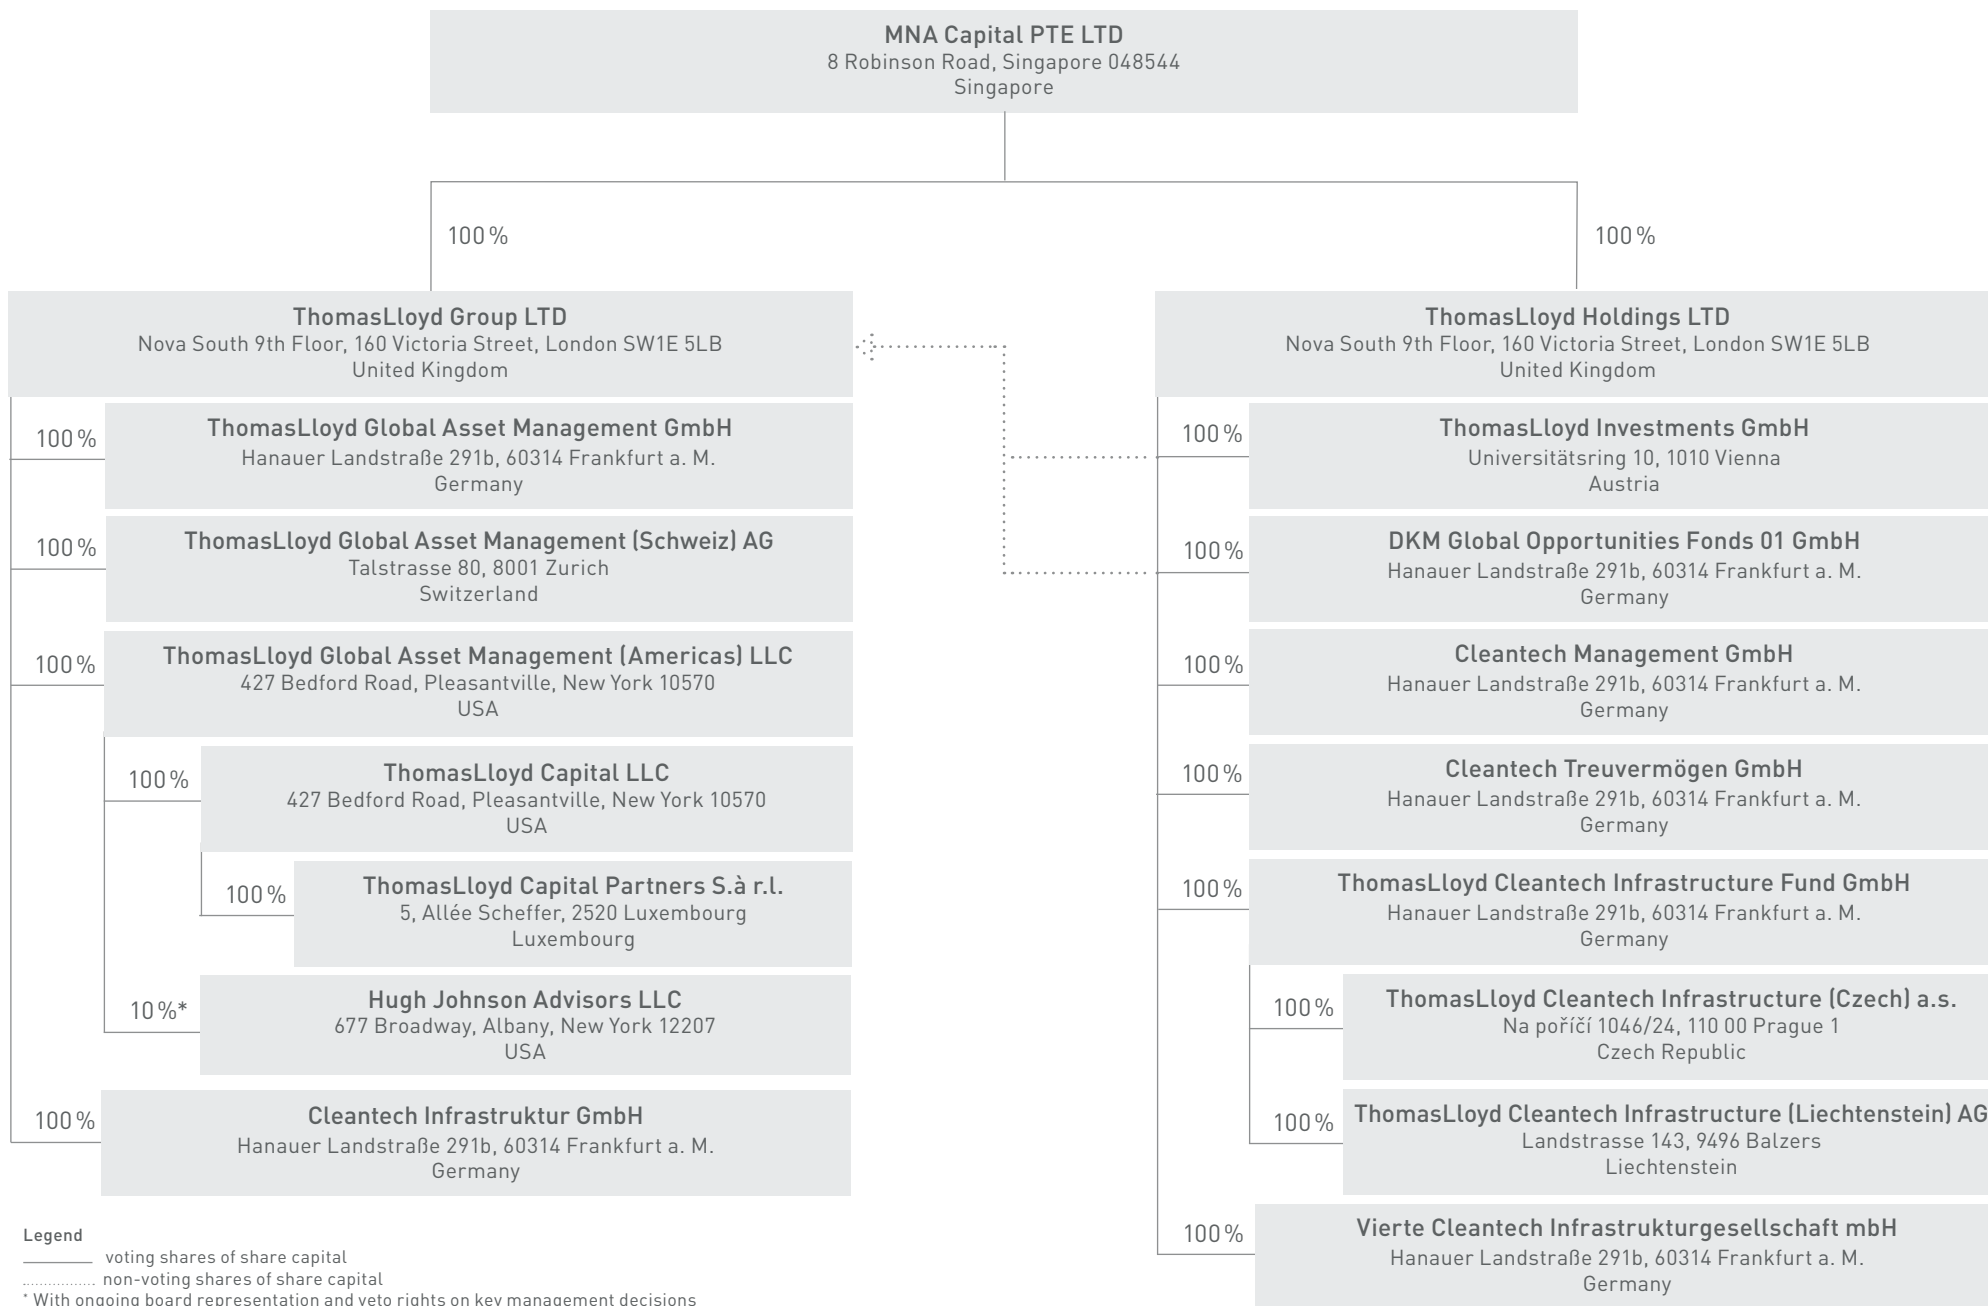 MNA Capital PTE LTD
8 Robinson Road, Singapore 048544
Singapore
100 %
100 %
ThomasLloyd Group LTD
Nova South 9th Floor, 160 Victoria Street, London SW1E 5LB
United Kingdom
100 %
ThomasLloyd Global Asset Management GmbH
Hanauer Landstraße 291b, 60314 Frankfurt a. M.
Germany
100 %
ThomasLloyd Global Asset Management (Schweiz) AG
Talstrasse 80, 8001 Zurich
Switzerland
100 %
ThomasLloyd Global Asset Management (Americas) LLC
427 Bedford Road, Pleasantville, New York 10570
USA
100 %
ThomasLloyd Capital LLC
427 Bedford Road, Pleasantville, New York 10570
USA
100 %
ThomasLloyd Capital Partners S.à r.l.
5, Allée Scheffer, 2520 Luxembourg
Luxembourg
10 %*
Hugh Johnson Advisors LLC
677 Broadway, Albany, New York 12207
USA
100 %
Cleantech Infrastruktur GmbH
Hanauer Landstraße 291b, 60314 Frankfurt a. M.
Germany
ThomasLloyd Holdings LTD
Nova South 9th Floor, 160 Victoria Street, London SW1E 5LB
United Kingdom
100 %
ThomasLloyd Investments GmbH
Universitätsring 10, 1010 Vienna
Austria
100 %
DKM Global Opportunities Fonds 01 GmbH
Hanauer Landstraße 291b, 60314 Frankfurt a. M.
Germany
100 %
Cleantech Management GmbH
Hanauer Landstraße 291b, 60314 Frankfurt a. M.
Germany
100 %
Cleantech Treuvermögen GmbH
Hanauer Landstraße 291b, 60314 Frankfurt a. M.
Germany
100 %
ThomasLloyd Cleantech Infrastructure Fund GmbH
Hanauer Landstraße 291b, 60314 Frankfurt a. M.
Germany
100 %
ThomasLloyd Cleantech Infrastructure (Czech) a.s.
Na poříčí 1046/24, 110 00 Prague 1
Czech Republic
100 %
ThomasLloyd Cleantech Infrastructure (Liechtenstein) AG
Landstrasse 143, 9496 Balzers
Liechtenstein
100 %
Vierte Cleantech Infrastrukturgesellschaft mbH
Hanauer Landstraße 291b, 60314 Frankfurt a. M.
Germany
Legend
voting shares of share capital
non-voting shares of share capital
* With ongoing board representation and veto rights on key management decisions